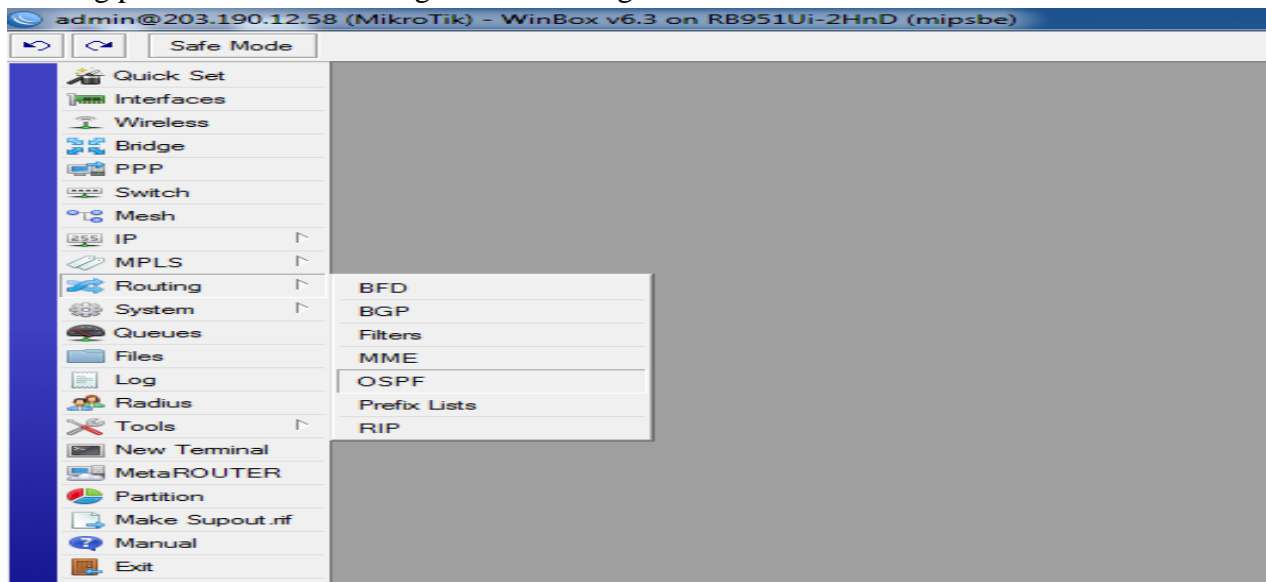 admin@203.190.12.58 (MikroTik) - WinBox v6.3 on RB951Ui-2HnD (mipsbe)
Safe Mode
Quick Set
Interfaces
Wireless
Bridge
PPP
Switch
Mesh
IP
MPLS
Routing
System
Queues
Files
Log
Radius
Tools
New Terminal
MetaROUTER
Partition
Make Supout.rif
Manual
Exit
BFD
BGP
Filters
MME
OSPF
Prefix Lists
RIP